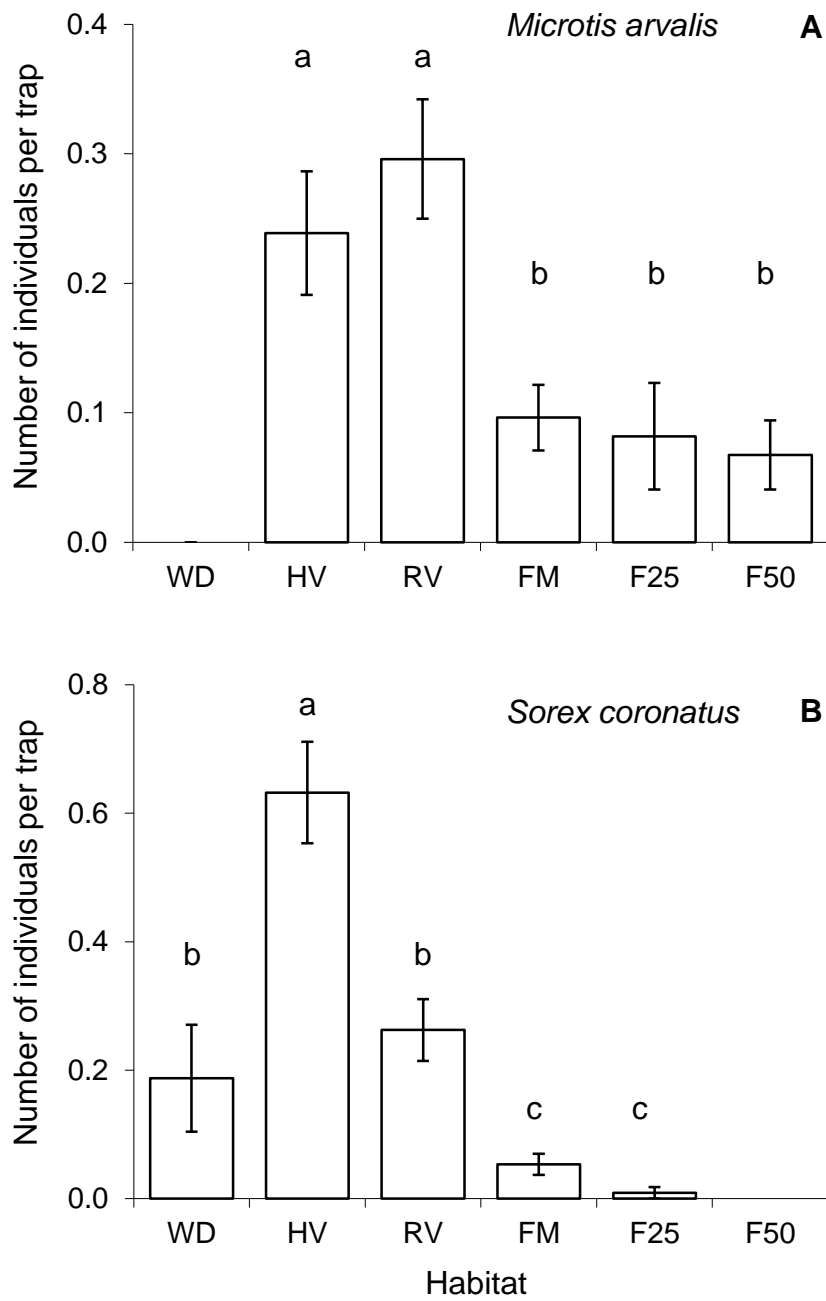 Microtis arvalis A
Number of individuals per trap
0.4
0.3
0.2
0.1
0.0
a a
b b b
WD HV RV FM F25 F50
Sorex coronatus B
Number of individuals per trap
0.8
0.6
0.4
0.2
0.0
a
b b
c c
WD HV RV FM F25 F50
Habitat